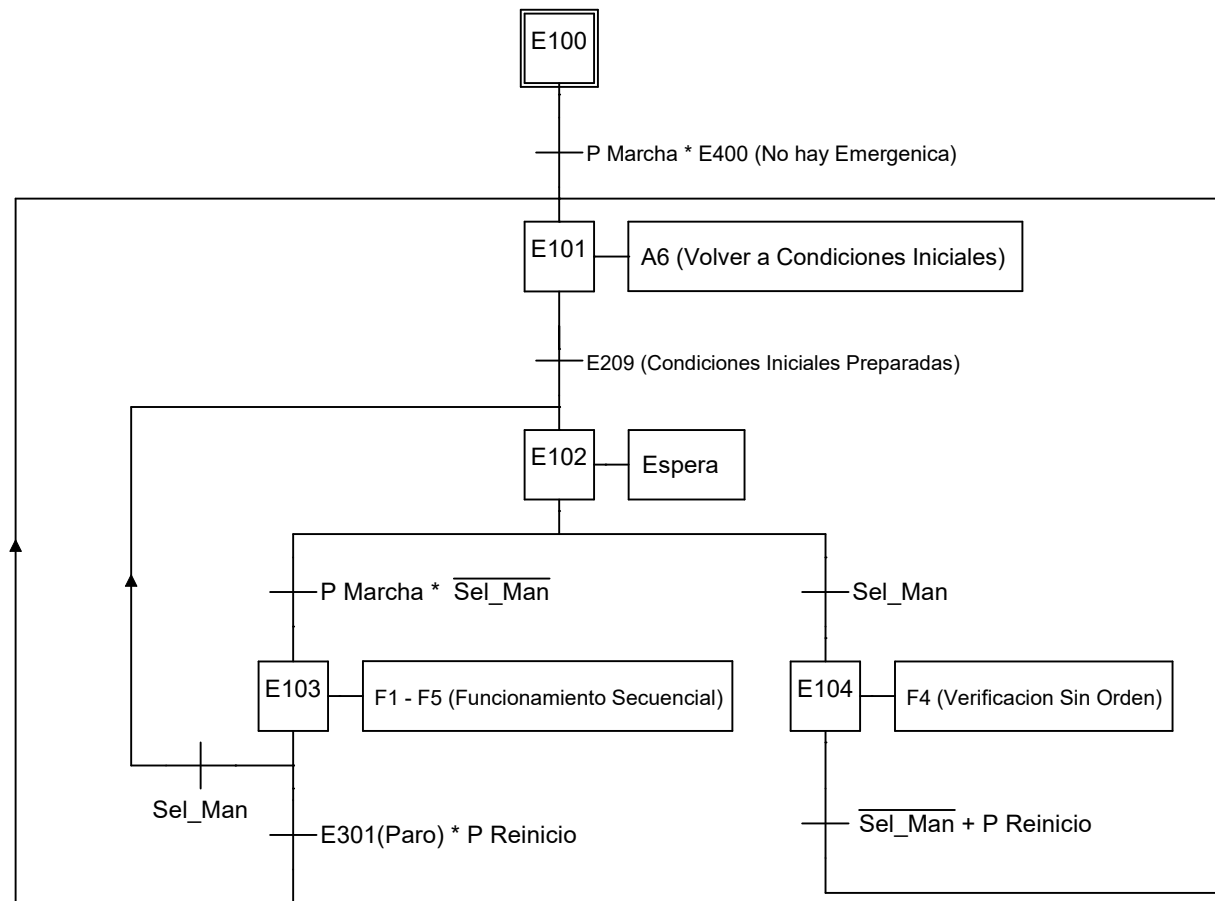 E100
P Marcha * E400 (No hay Emergenica)
E101
A6 (Volver a Condiciones Iniciales)
E209 (Condiciones Iniciales Preparadas)
E102
Espera
P Marcha * Sel_Man
Sel_Man
E103
F1 - F5 (Funcionamiento Secuencial)
E104
F4 (Verificacion Sin Orden)
Sel_Man
E301(Paro) * P Reinicio
Sel_Man + P Reinicio